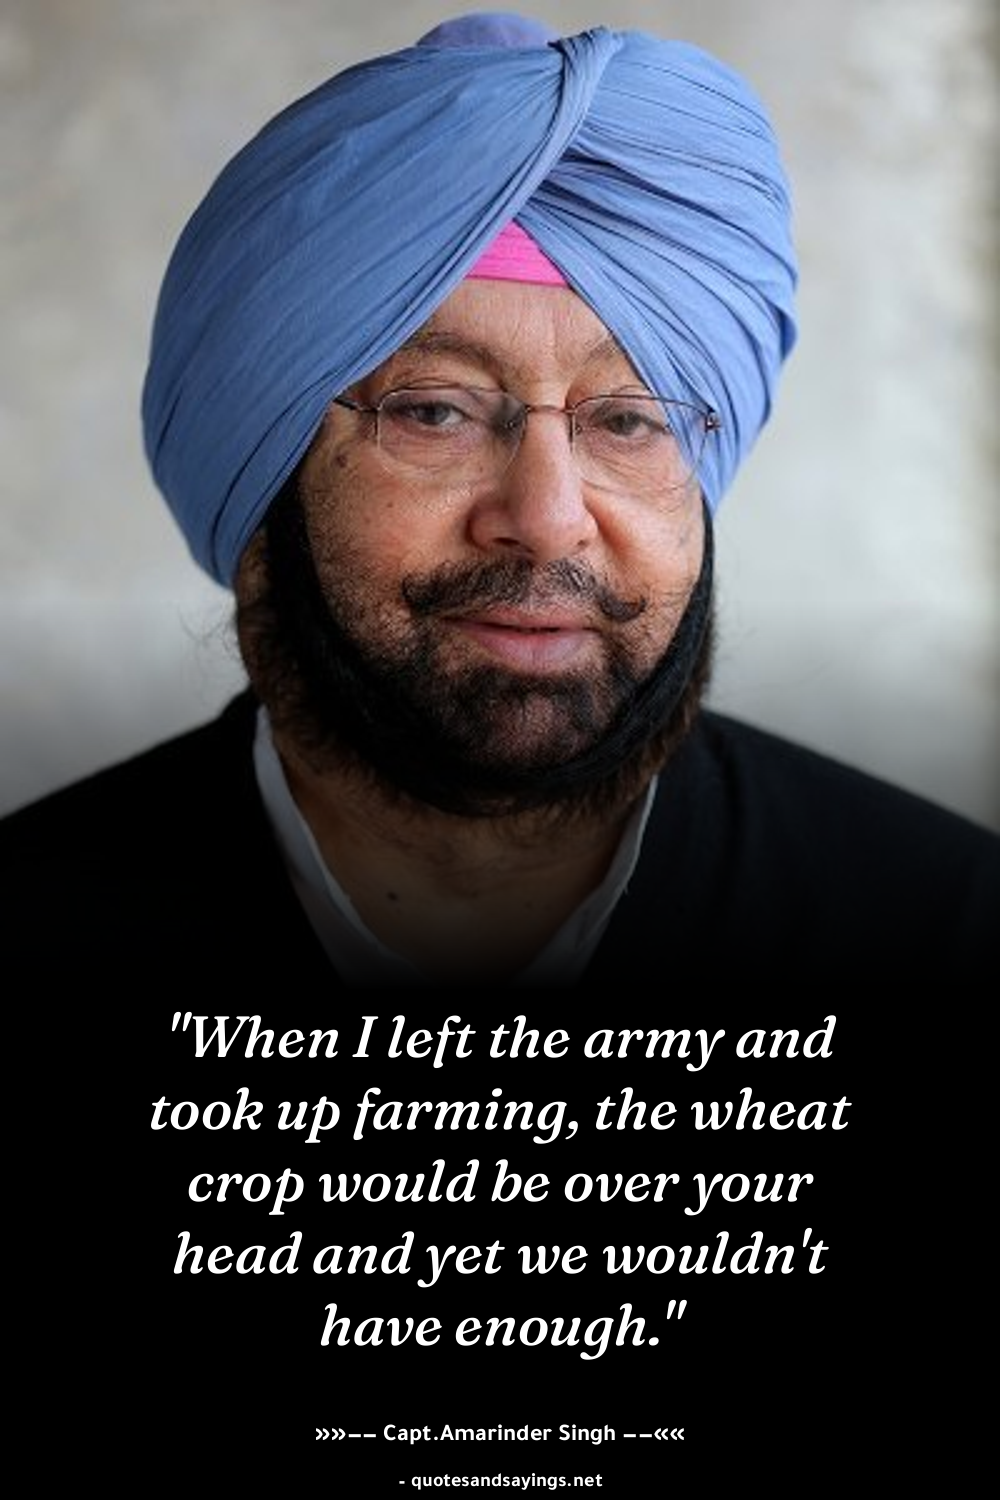 "When I left the army and
took up farming, the wheat
crop would be over your
head and yet we wouldn't
have enough."
»»—— Capt.Amarinder Singh ——««
- quotesandsayings.net